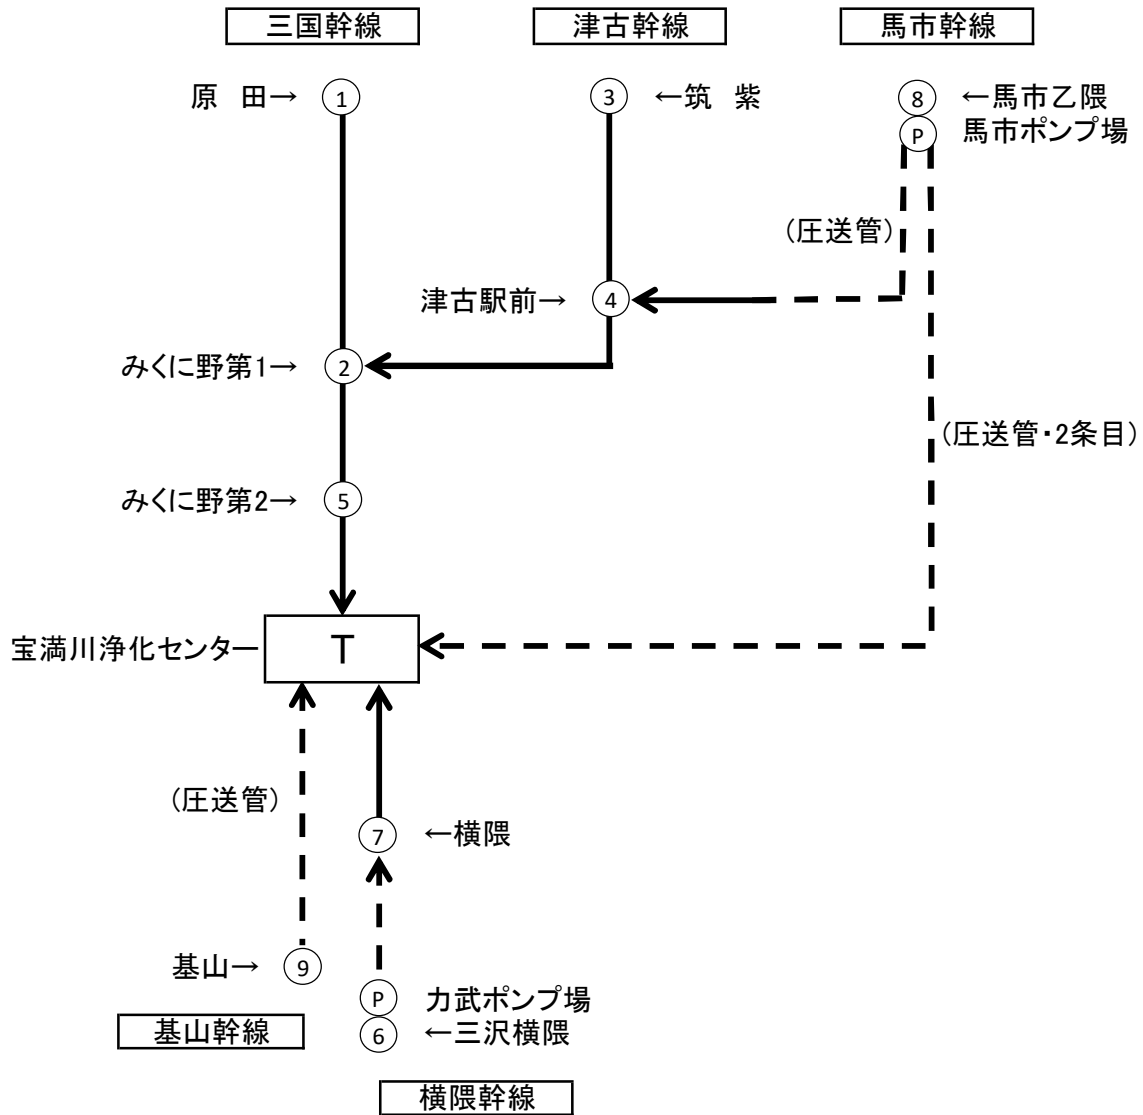 三国幹線
津古幹線
馬市幹線
原　田→
1
3
←筑　紫
8
←馬市乙隈
P
馬市ポンプ場
(圧送管)
津古駅前→
4
みくに野第1→
2
(圧送管・2条目)
みくに野第2→
5
宝満川浄化センター
T
(圧送管)
7
←横隈
基山→
9
P
力武ポンプ場
基山幹線
6
←三沢横隈
横隈幹線